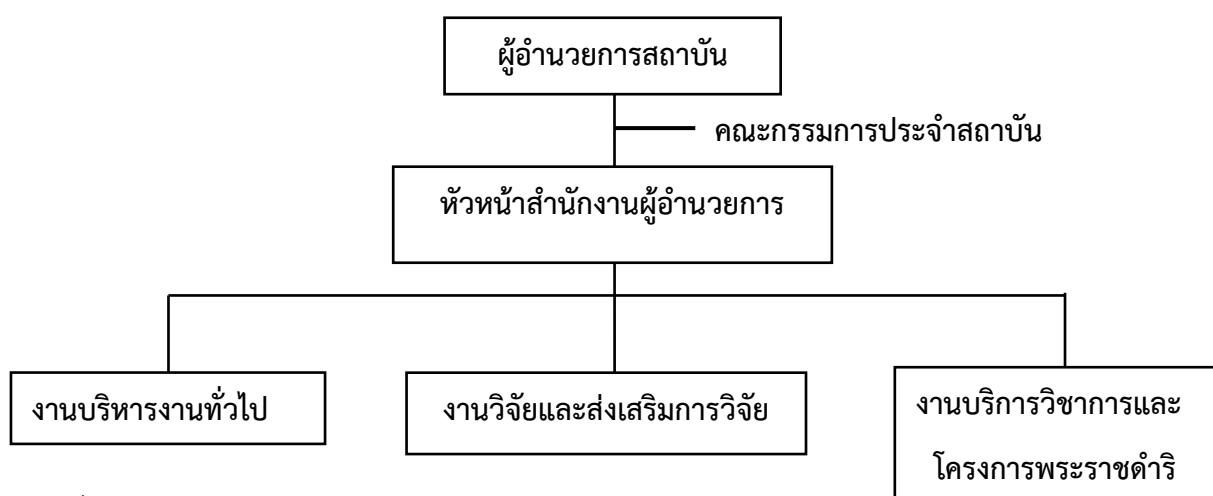 ผู้อำนวยการสถาบัน
คณะกรรมการประจำสถาบัน
หัวหน้าสำนักงานผู้อำนวยการ
งานบริหารงานทั่วไป
งานวิจัยและส่งเสริมการวิจัย
งานบริการวิชาการและ
โครงการพระราชดำริ